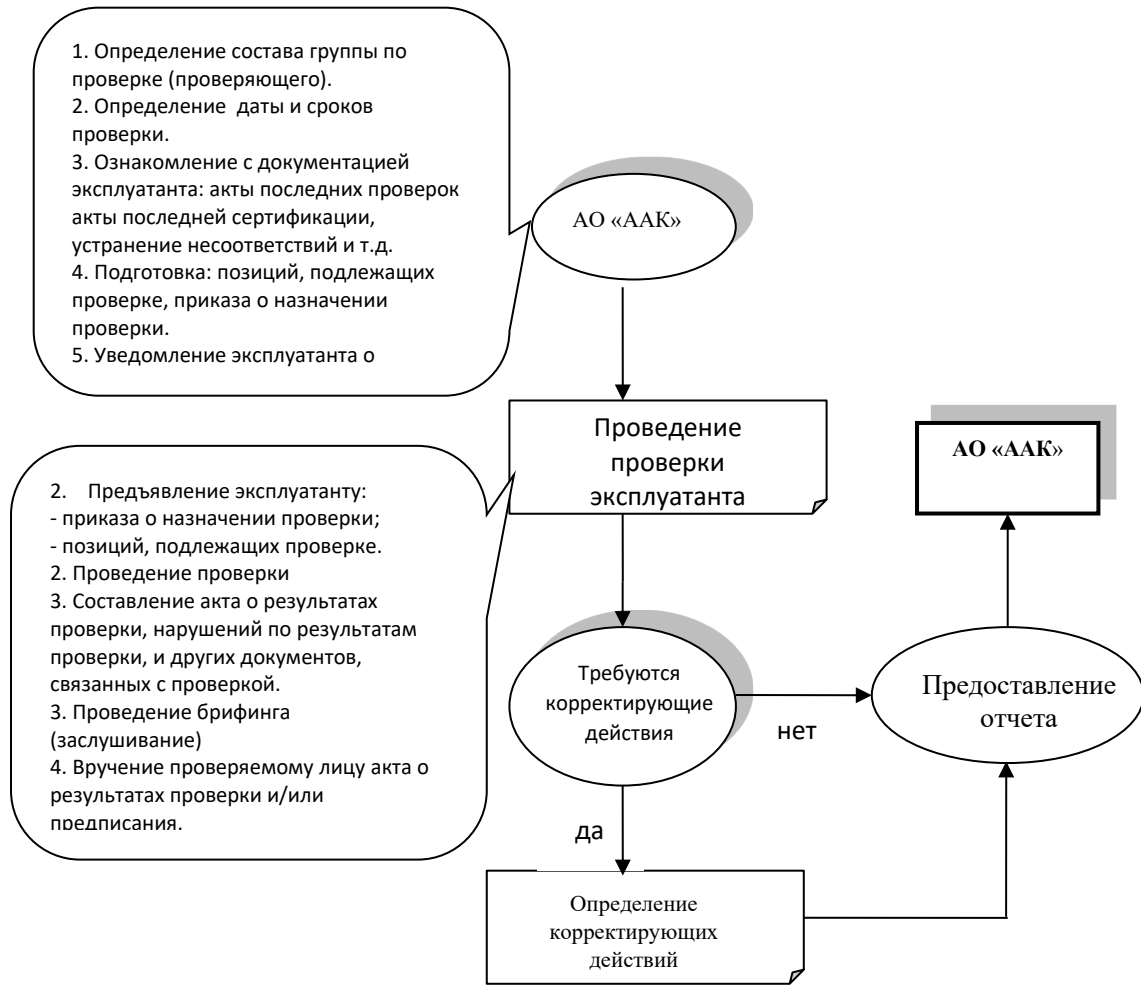 1. Определение состава группы по
проверке (проверяющего).
2. Определение даты и сроков
проверки.
3. Ознакомление с документацией
эксплуатанта: акты последних проверок
акты последней сертификации,
устранение несоответствий и т.д.
4. Подготовка: позиций, подлежащих
проверке, приказа о назначении
проверки.
5. Уведомление эксплуатанта о
АО «ААК»
Проведение
проверки
эксплуатанта
АО «ААК»
2. Предъявление эксплуатанту:
- приказа о назначении проверки;
- позиций, подлежащих проверке.
2. Проведение проверки
3. Составление акта о результатах
проверки, нарушений по результатам
проверки, и других документов,
связанных с проверкой.
3. Проведение брифинга
(заслушивание)
4. Вручение проверяемому лицу акта о
результатах проверки и/или
предписания.
Требуются
корректирующие
действия
нет
Предоставление
отчета
да
Определение
корректирующих
действий